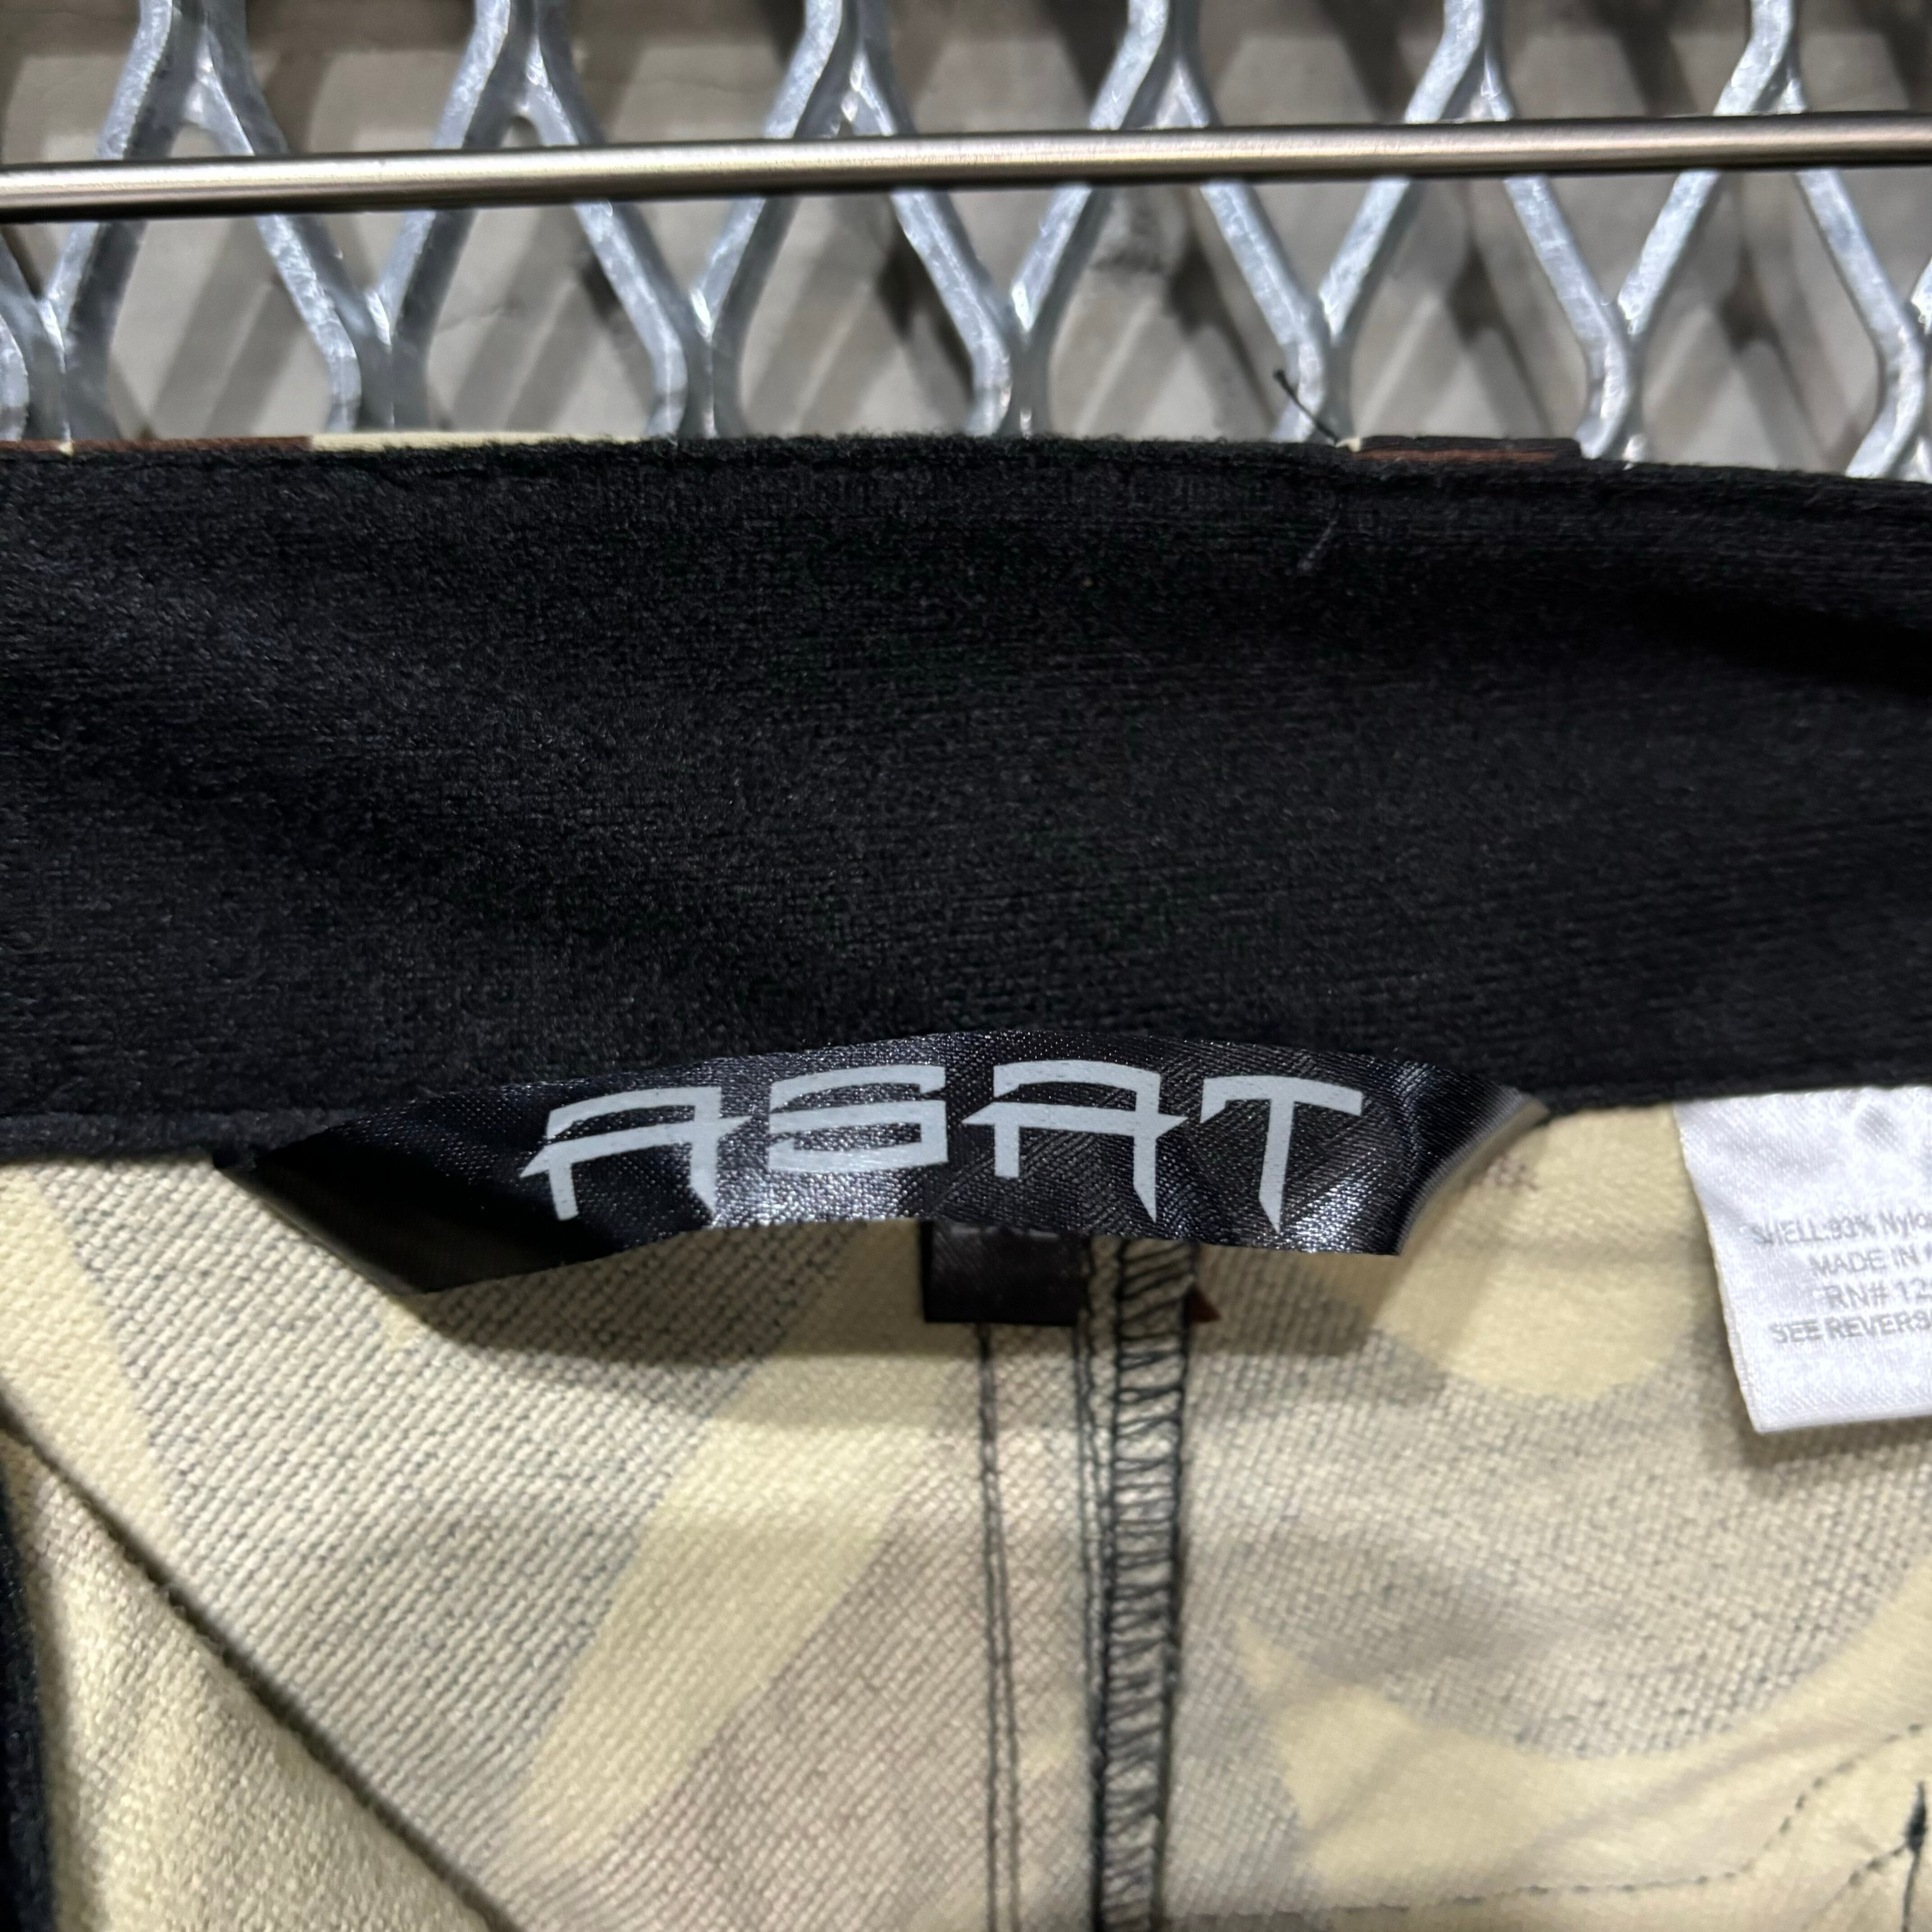 ASAT
SHELL:93% Nylo
MADE IN
RN# 12
SEE REVERS